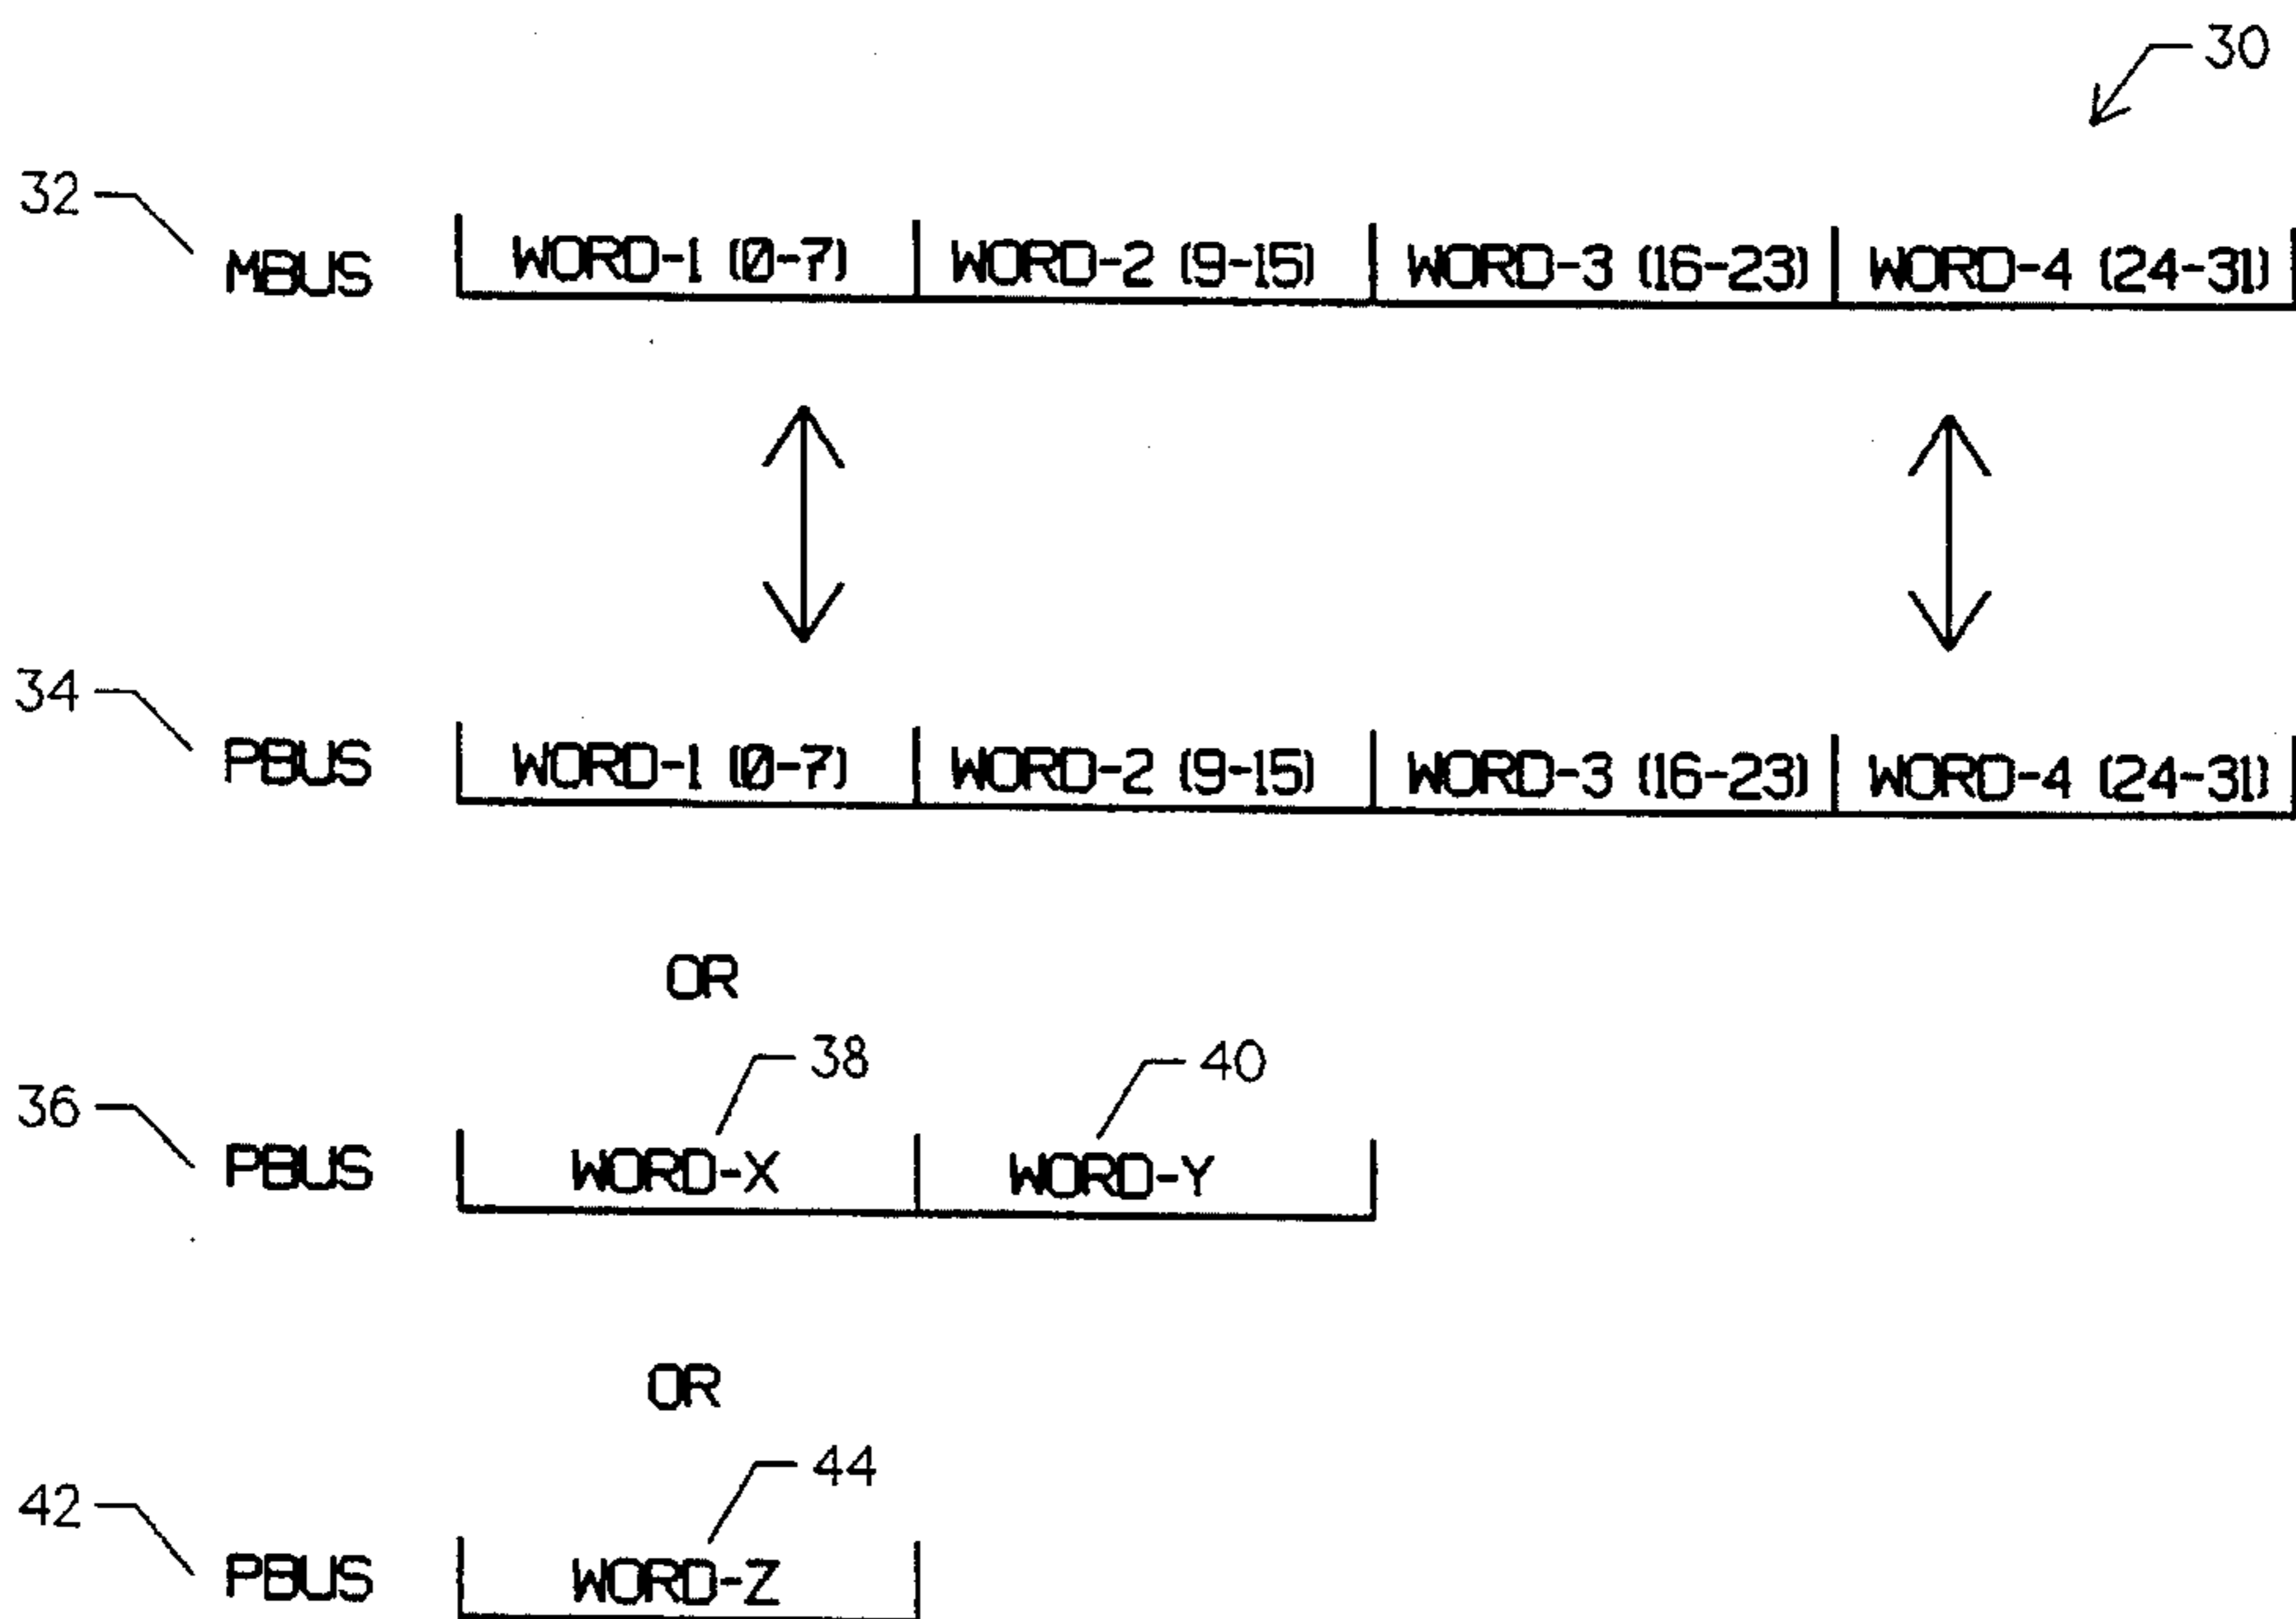 30
32
MBUS WORD-1 (0-7) WORD-2 (9-15) WORD-3 (16-23) WORD-4 (24-31)
34
PBUS WORD-1 (0-7) WORD-2 (9-15) WORD-3 (16-23) WORD-4 (24-31)
OR
38 40
36
PBUS WORD-X WORD-Y
OR
44
42
PBUS WORD-Z